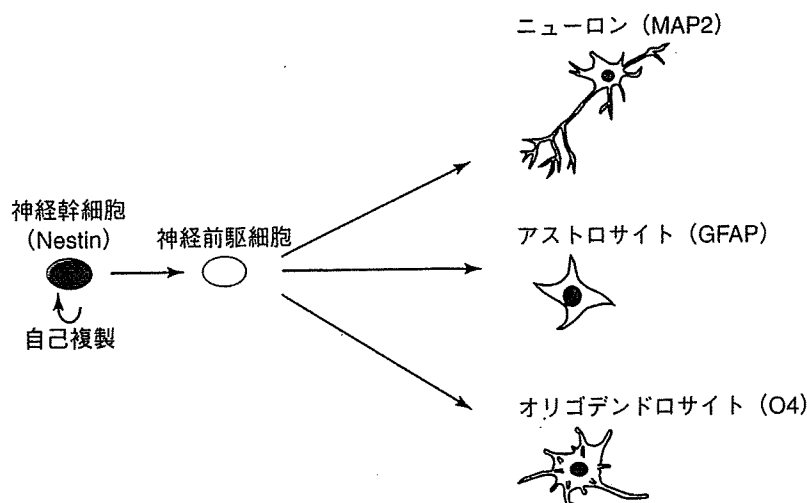 ニューロン（MAP2）
神経幹細胞
（Nestin）
神経前駆細胞
アストロサイト（GFAP）
自己複製
オリゴデンドロサイト（O4）